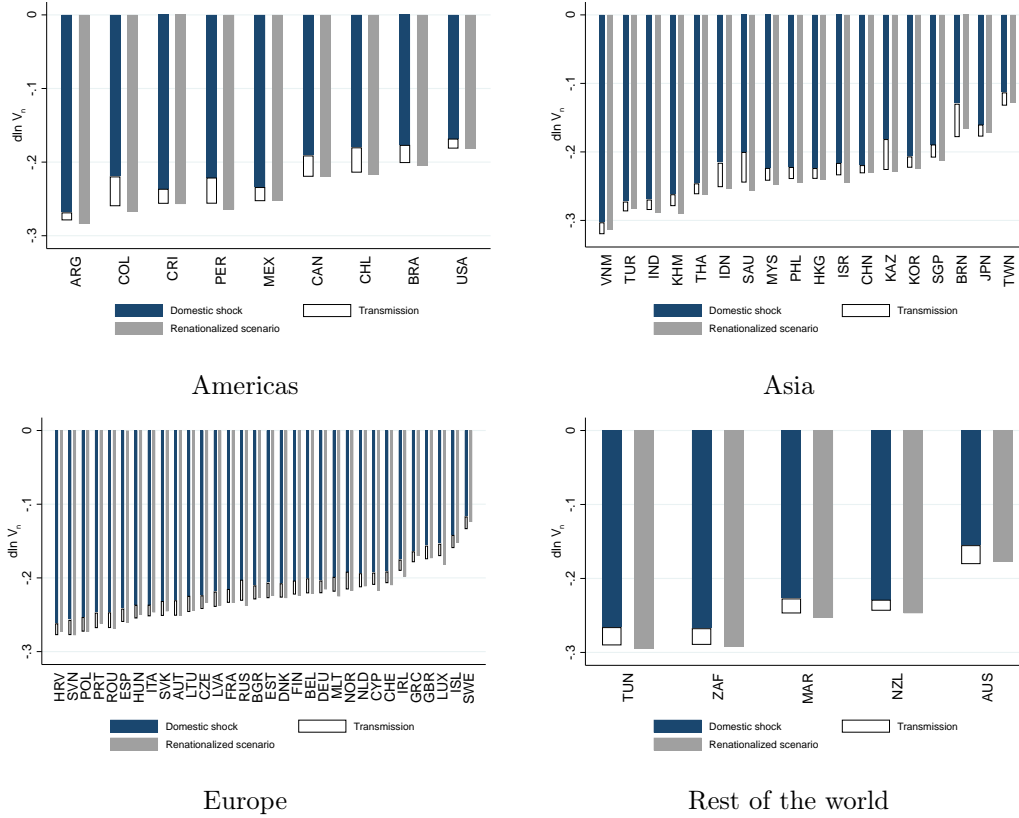 0
-.1
-.2
-.3
dln Vn
ARG COL CRI PER MEX CAN CHL BRA USA
Domestic shock Transmission
Renationalized scenario
Americas
0
-.1
-.2
-.3
dln Vn
VNM TUR IND KHM THA IDN SAU MYS PHL HKG ISR CHN KAZ KOR SGP BRN JPN TWN
Domestic shock Transmission
Renationalized scenario
Asia
0
-.1
-.2
-.3
dln Vn
HRV SVN POL PRT ROU ESP HUN ITA SVK AUT LTU CZE LVA FRA RUS BGR EST DNK FIN BEL DEU MLT NOR NLD CYP CHE IRL GRC GBR LUX ISL SWE
Domestic shock Transmission
Renationalized scenario
Europe
0
-.1
-.2
-.3
dln Vn
TUN ZAF MAR NZL AUS
Domestic shock Transmission
Renationalized scenario
Rest of the world